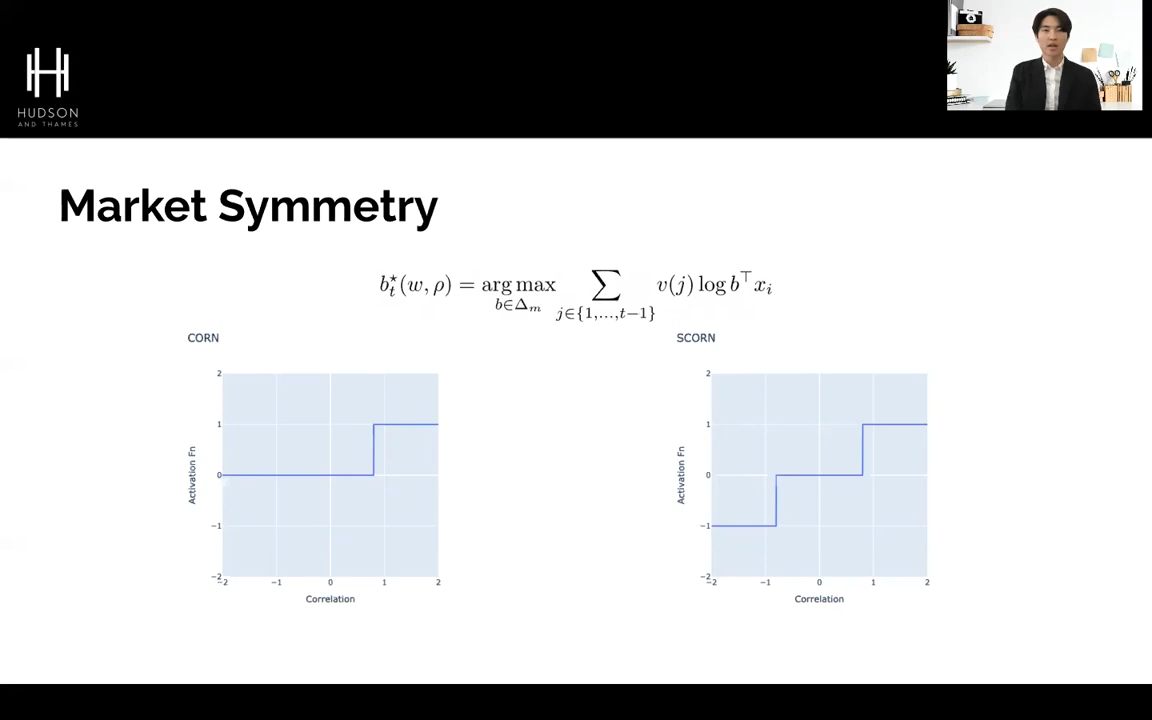 HUDSON
AND THAMES
Market Symmetry
b_t^⋆(w, ρ) = arg max_{b∈Δ_m} ∑_{j∈{1,...,t−1}} v(j) log b^⊤ x_i
CORN
2
1
0
−1
−2
Activation Fn
−2 −1 0 1 2
Correlation
SCORN
2
1
0
−1
−2
Activation Fn
−2 −1 0 1 2
Correlation